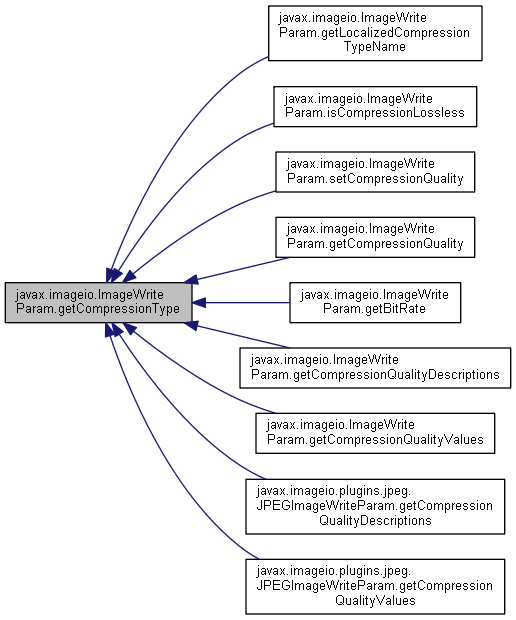 javax.imageio.ImageWrite
Param.getLocalizedCompression
TypeName
javax.imageio.ImageWrite
Param.isCompressionLossless
javax.imageio.ImageWrite
Param.setCompressionQuality
javax.imageio.ImageWrite
Param.getCompressionQuality
javax.imageio.ImageWrite
Param.getCompressionType
javax.imageio.ImageWrite
Param.getBitRate
javax.imageio.ImageWrite
Param.getCompressionQualityDescriptions
javax.imageio.ImageWrite
Param.getCompressionQualityValues
javax.imageio.plugins.jpeg.
JPEGImageWriteParam.getCompression
QualityDescriptions
javax.imageio.plugins.jpeg.
JPEGImageWriteParam.getCompression
QualityValues